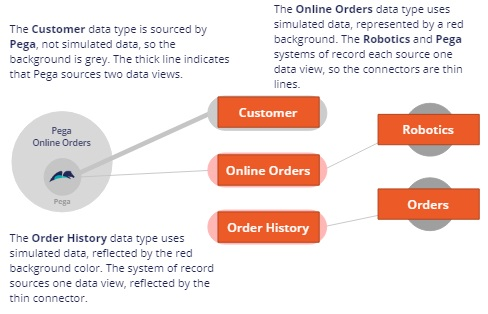 The Customer data type is sourced by
Pega, not simulated data, so the
background is grey. The thick line indicates
that Pega sources two data views.
The Online Orders data type uses
simulated data, represented by a red
background. The Robotics and Pega
systems of record each source one
data view, so the connectors are thin
lines.
Customer
Pega
Online Orders
Pega
Online Orders
Robotics
Orders
Order History
The Order History data type uses
simulated data, reflected by the red
background color. The system of record
sources one data view, reflected by the
thin connector.